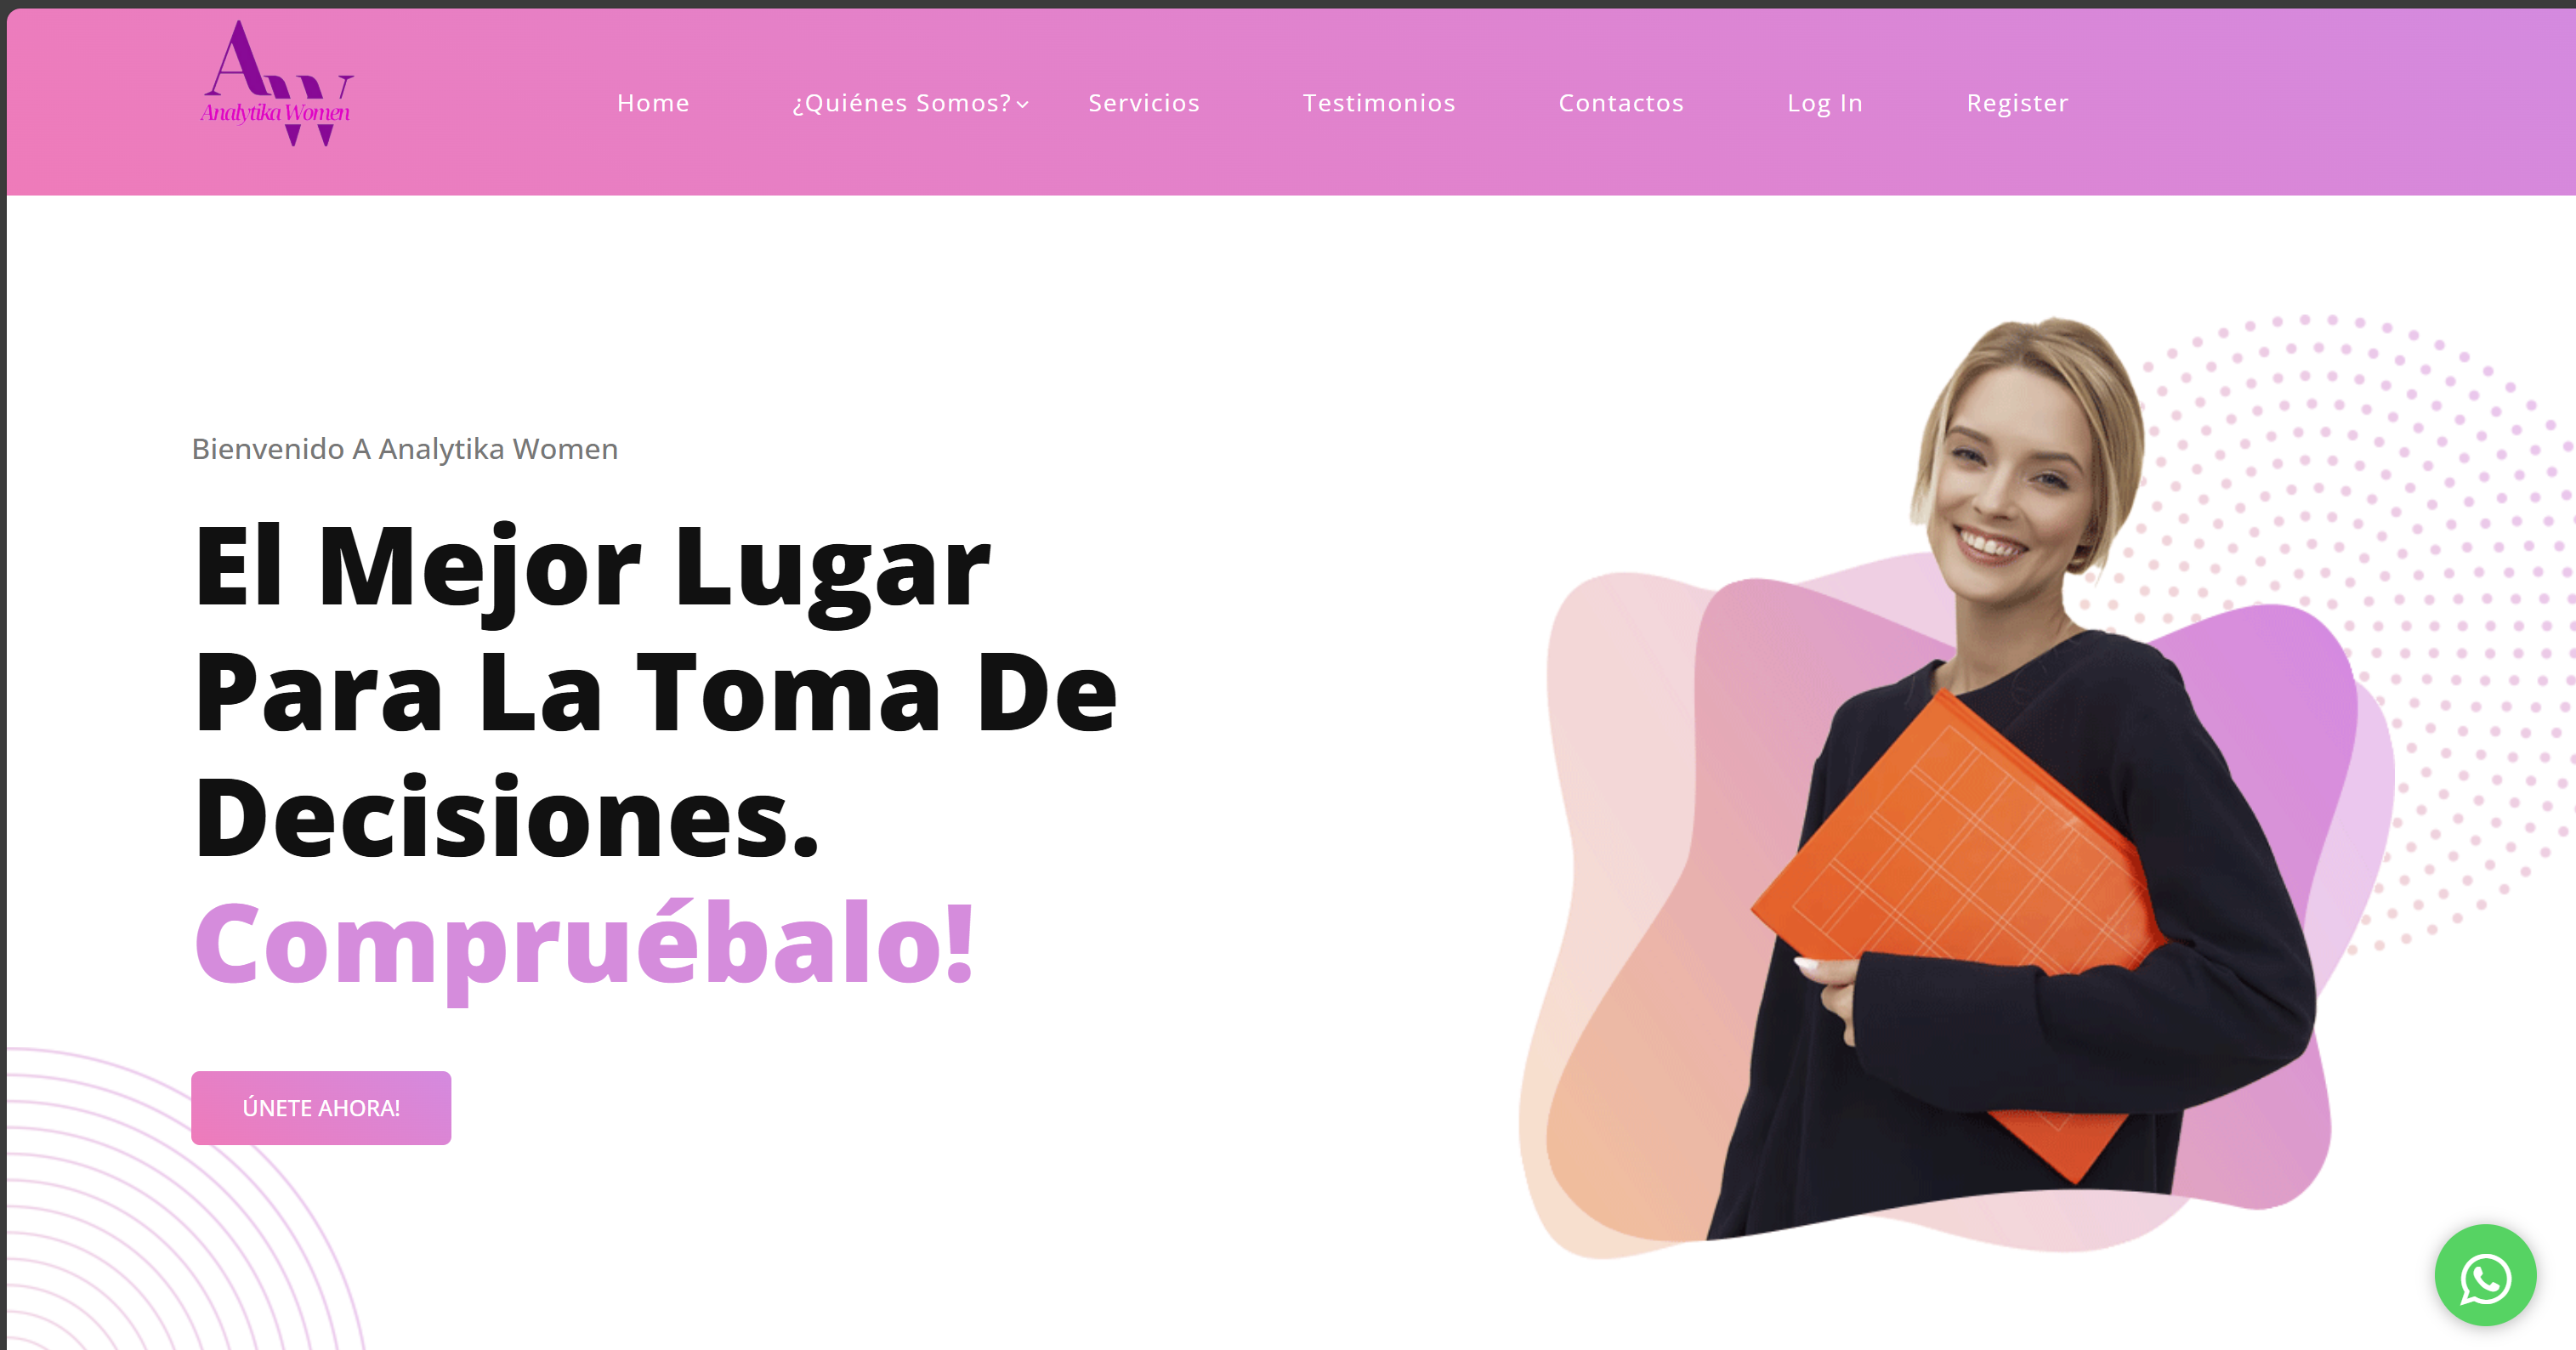 AW
Analytika Women
Home ¿Quiénes Somos? Servicios Testimonios Contactos Log In Register
Bienvenido A Analytika Women
El Mejor Lugar
Para La Toma De
Decisiones.
Compruébalo!
ÚNETE AHORA!